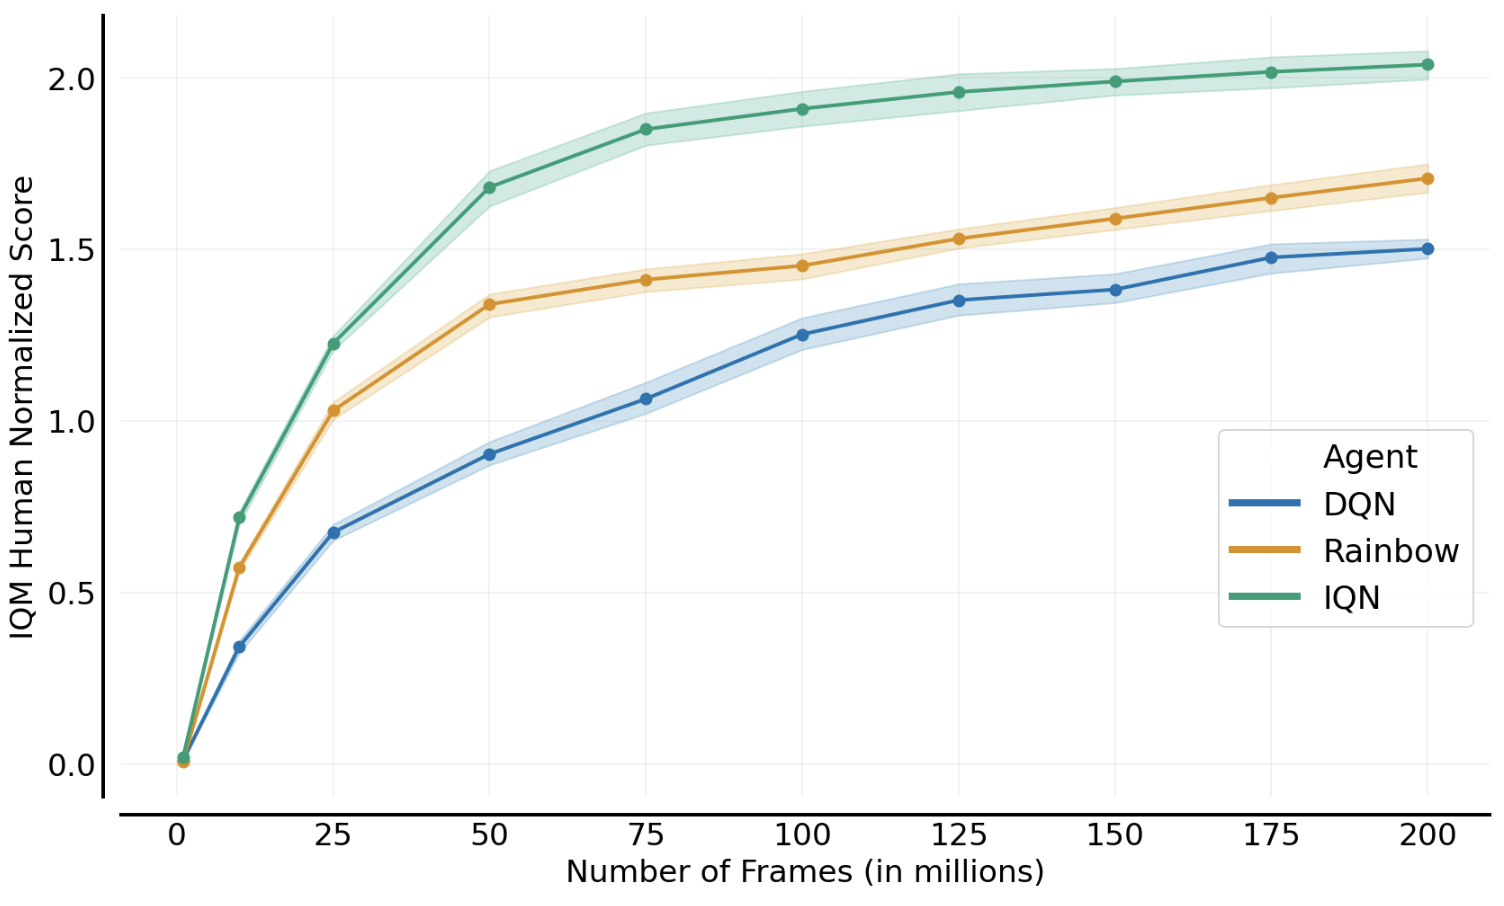 IQM Human Normalized Score
2.0
1.5
1.0
0.5
0.0
Agent
DQN
Rainbow
IQN
0 25 50 75 100 125 150 175 200
Number of Frames (in millions)